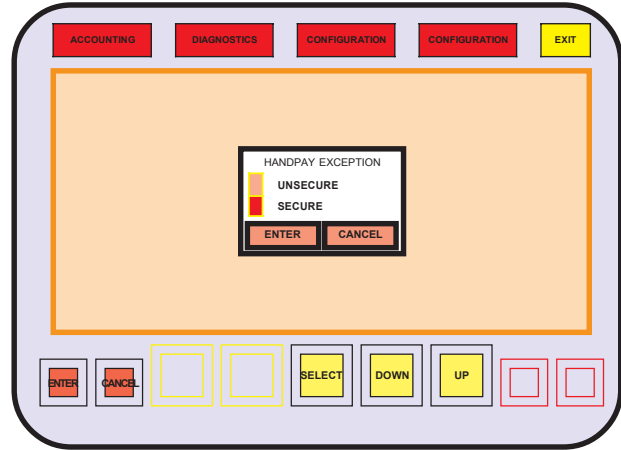 ACCOUNTING DIAGNOSTICS CONFIGURATION CONFIGURATION EXIT
HANDPAY EXCEPTION
UNSECURE
SECURE
ENTER CANCEL
ENTER CANCEL SELECT DOWN UP